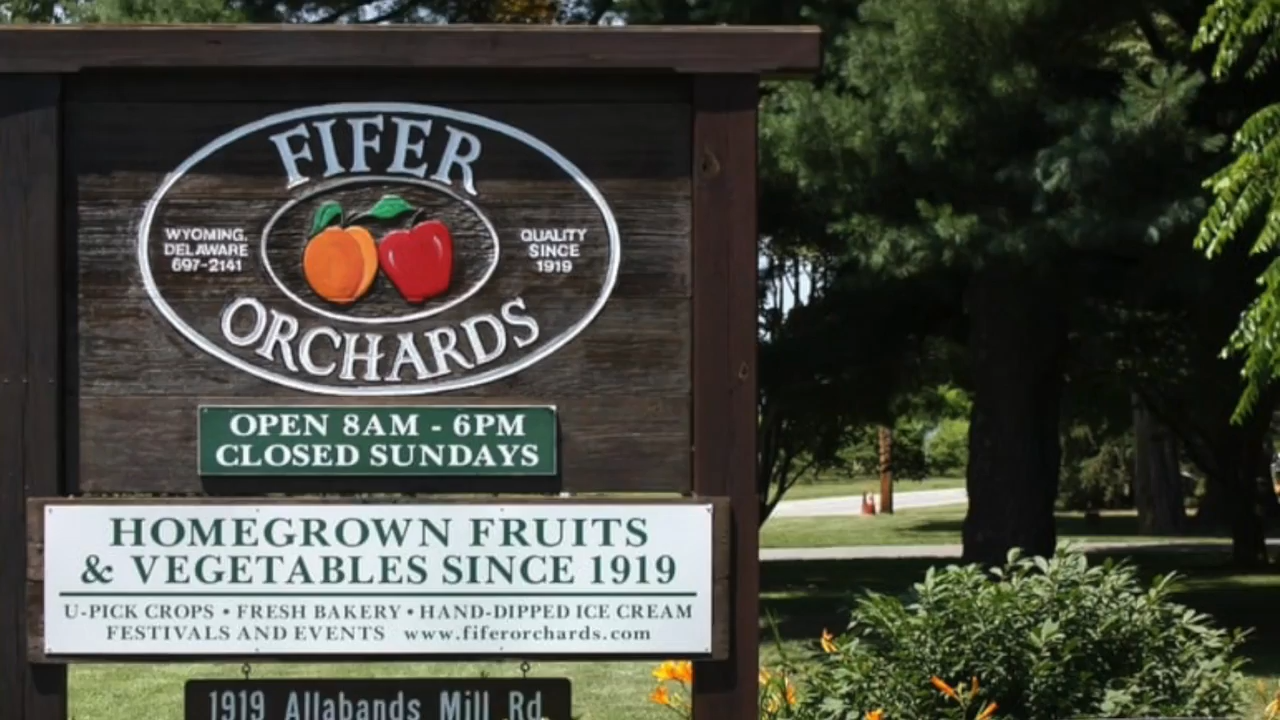 FIFER
WYOMING,
DELAWARE
697-2141
QUALITY
SINCE
1919
ORCHARDS
OPEN 8AM - 6PM
CLOSED SUNDAYS
HOMEGROWN FRUITS
& VEGETABLES SINCE 1919
U-PICK CROPS • FRESH BAKERY • HAND-DIPPED ICE CREAM
FESTIVALS AND EVENTS www.fiferorchards.com
1919 Allabands Mill Rd